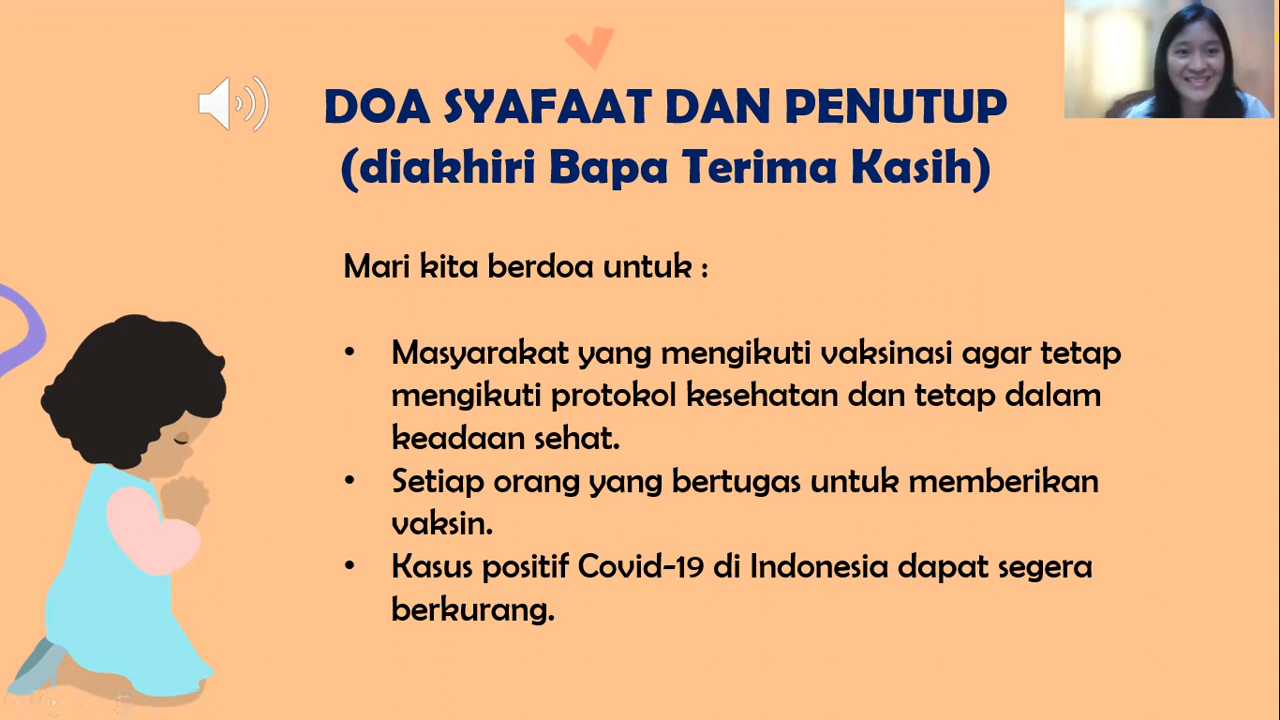 DOA SYAFAAT DAN PENUTUP
(diakhiri Bapa Terima Kasih)
Mari kita berdoa untuk :
• Masyarakat yang mengikuti vaksinasi agar tetap
mengikuti protokol kesehatan dan tetap dalam
keadaan sehat.
• Setiap orang yang bertugas untuk memberikan
vaksin.
• Kasus positif Covid-19 di Indonesia dapat segera
berkurang.